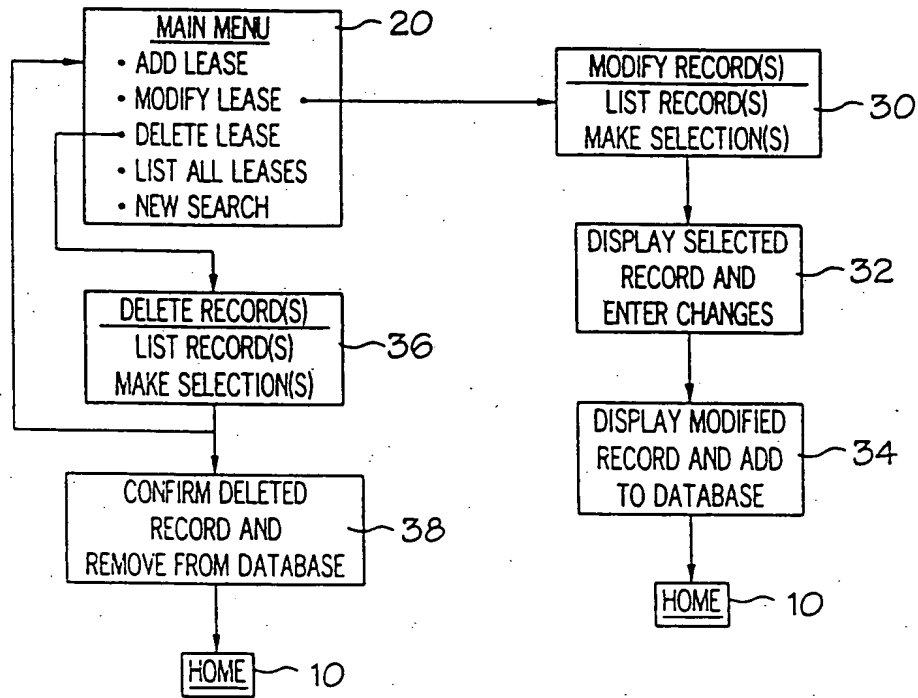 MAIN MENU
• ADD LEASE
• MODIFY LEASE
• DELETE LEASE
• LIST ALL LEASES
• NEW SEARCH
20
MODIFY RECORD(S)
LIST RECORD(S)
MAKE SELECTION(S)
30
DISPLAY SELECTED
RECORD AND
ENTER CHANGES
32
DELETE RECORD(S)
LIST RECORD(S)
MAKE SELECTION(S)
36
DISPLAY MODIFIED
RECORD AND ADD
TO DATABASE
34
CONFIRM DELETED
RECORD AND
REMOVE FROM DATABASE
38
HOME
10
HOME
10